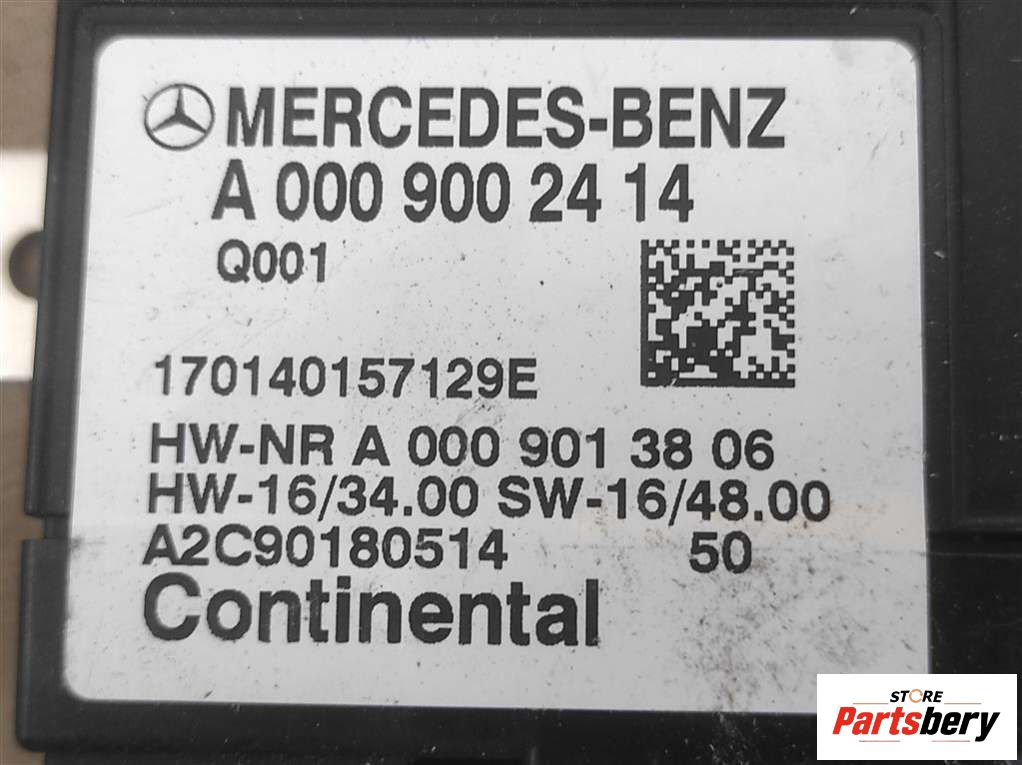 MERCEDES-BENZ
A 000 900 24 14
Q001
170140157129E
HW-NR A 000 901 38 06
HW-16/34.00 SW-16/48.00
A2C90180514 50
Continental
STORE
Partsbery